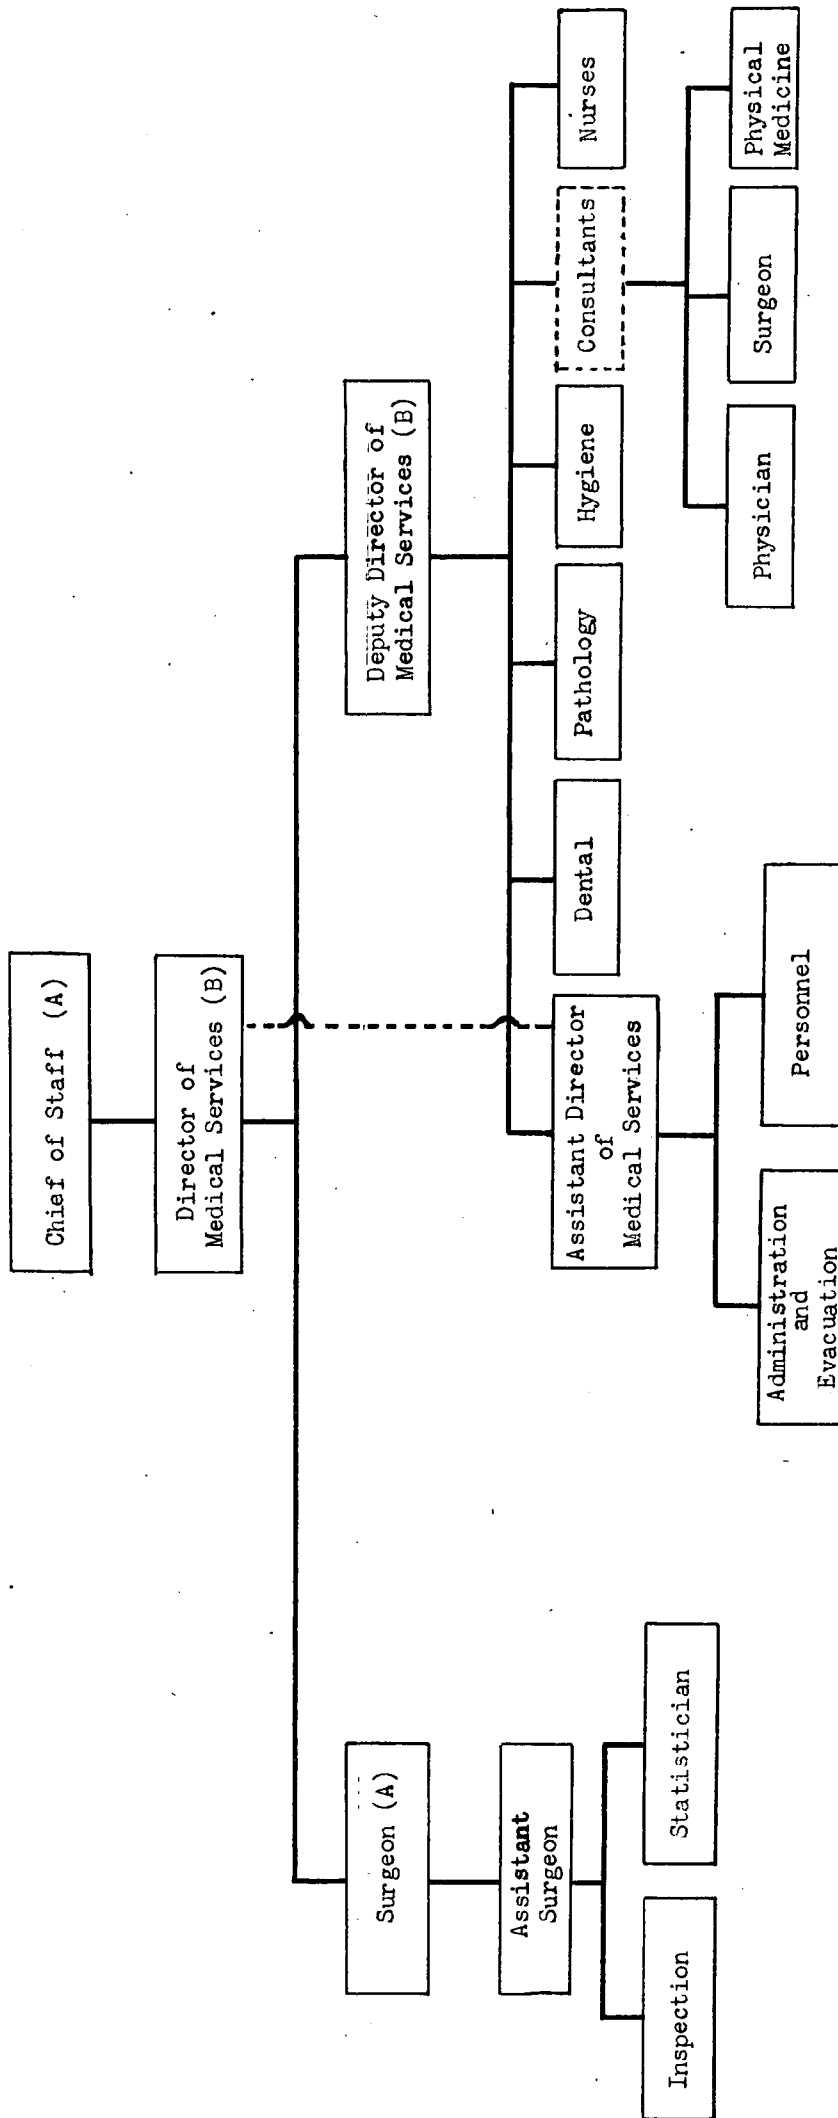 Chief of Staff (A)
Director of
Medical Services (B)
Surgeon (A)
Deputy Director of
Medical Services (B)
Assistant
Surgeon
Inspection
Statistician
Assistant Director
of
Medical Services
Dental
Pathology
Hygiene
Consultants
Nurses
Administration
and
Evacuation
Personnel
Physician
Surgeon
Physical
Medicine